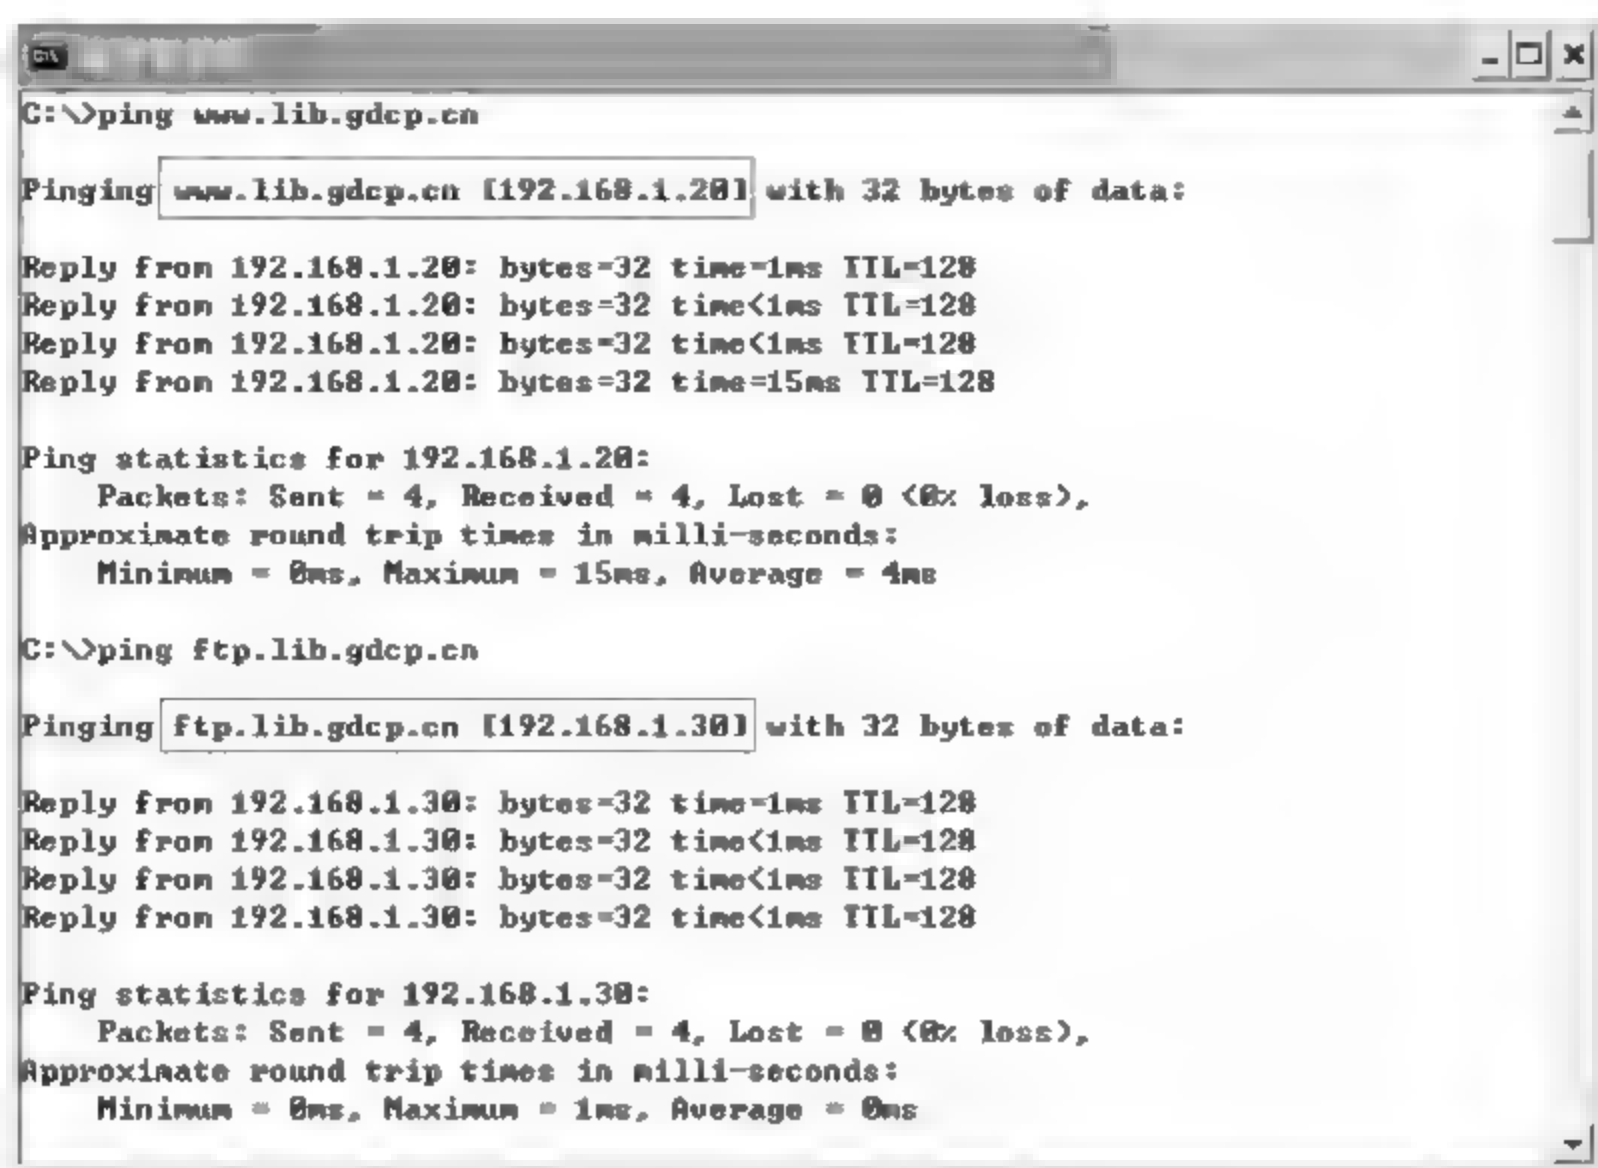 C:\>ping www.lib.gdcp.cn
Pinging www.lib.gdcp.cn [192.168.1.20] with 32 bytes of data:
Reply from 192.168.1.20: bytes=32 time=1ms TTL=128
Reply from 192.168.1.20: bytes=32 time<1ms TTL=128
Reply from 192.168.1.20: bytes=32 time<1ms TTL=128
Reply from 192.168.1.20: bytes=32 time=15ms TTL=128
Ping statistics for 192.168.1.20:
Packets: Sent = 4, Received = 4, Lost = 0 (0% loss),
Approximate round trip times in milli-seconds:
Minimum = 0ms, Maximum = 15ms, Average = 4ms
C:\>ping ftp.lib.gdcp.cn
Pinging ftp.lib.gdcp.cn [192.168.1.30] with 32 bytes of data:
Reply from 192.168.1.30: bytes=32 time=1ms TTL=128
Reply from 192.168.1.30: bytes=32 time<1ms TTL=128
Reply from 192.168.1.30: bytes=32 time<1ms TTL=128
Reply from 192.168.1.30: bytes=32 time<1ms TTL=128
Ping statistics for 192.168.1.30:
Packets: Sent = 4, Received = 4, Lost = 0 (0% loss),
Approximate round trip times in milli-seconds:
Minimum = 0ms, Maximum = 1ms, Average = 0ms